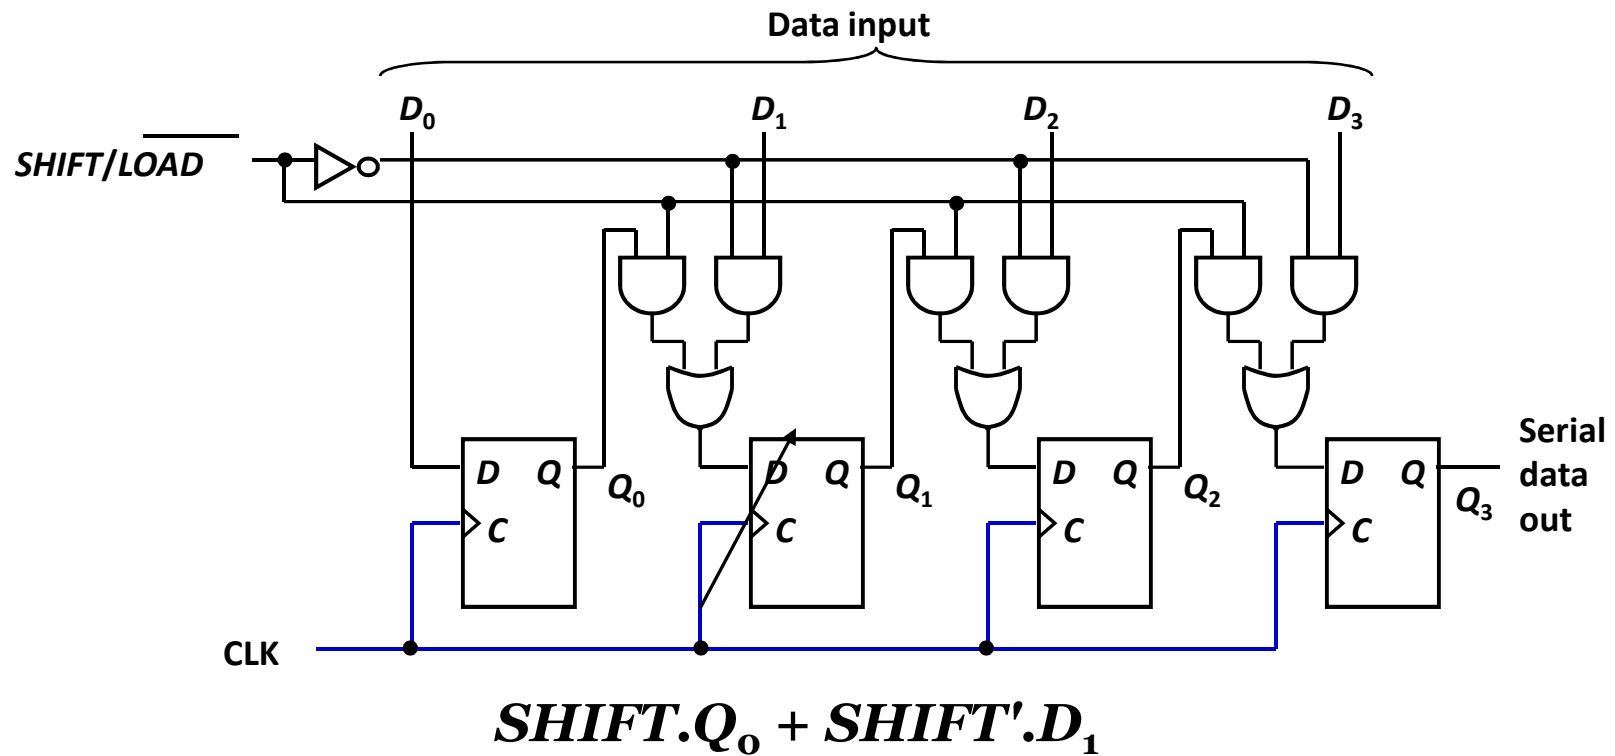 Data input
D₀ D₁ D₂ D₃
SHIFT/L̅O̅A̅D̅
D Q Q₀ D Q Q₁ D Q Q₂ D Q Q₃
C C C C
Serial
data
out
CLK
SHIFT.Q₀ + SHIFT'.D₁